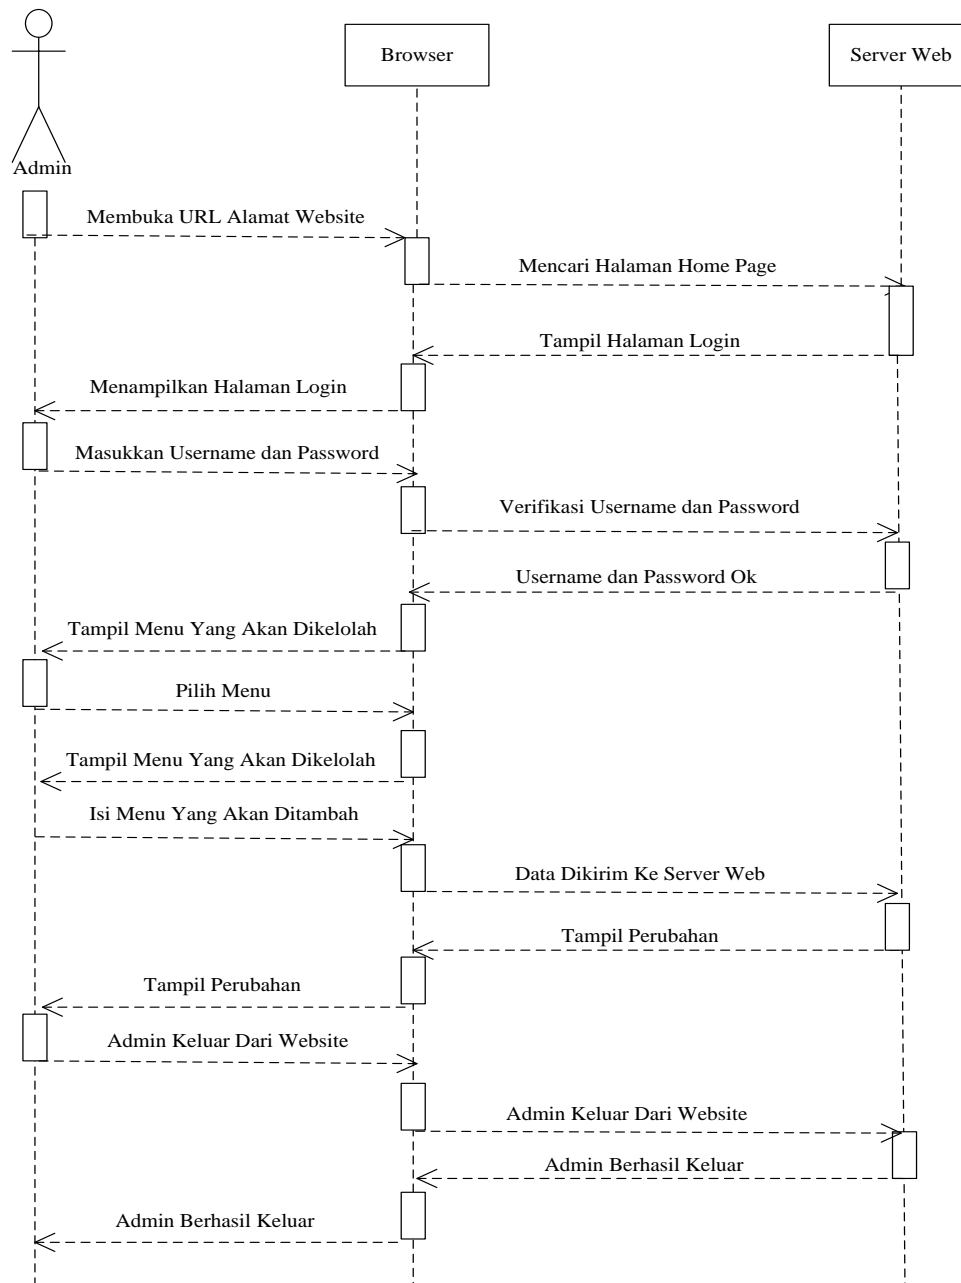 Browser
Server Web
Admin
Membuka URL Alamat Website
Mencari Halaman Home Page
Tampil Halaman Login
Menampilkan Halaman Login
Masukkan Username dan Password
Verifikasi Username dan Password
Username dan Password Ok
Tampil Menu Yang Akan Dikelolah
Pilih Menu
Tampil Menu Yang Akan Dikelolah
Isi Menu Yang Akan Ditambah
Data Dikirim Ke Server Web
Tampil Perubahan
Tampil Perubahan
Admin Keluar Dari Website
Admin Keluar Dari Website
Admin Berhasil Keluar
Admin Berhasil Keluar